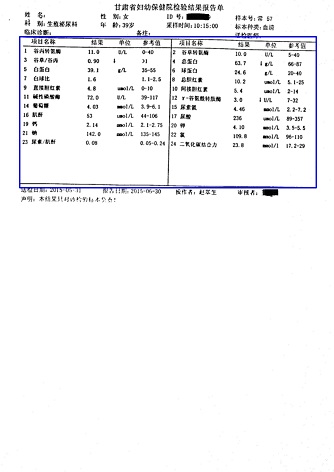 甘肃省妇幼保健院检验结果报告单
姓 名: 性 别:女 ID 号: 样本号:常 57
科 别:生殖泌尿科 年 龄:39岁 采样时间:10:15:00 标本种类:血清
临床诊断: 备注:
项目名称 结果 单位 参考值 项目名称 结果 单位 参考值
1 谷丙转氨酶 11.0 U/L 0-40 2 谷草转氨酶 10.0 U/L 5-40
3 谷草/谷丙 0.90 ↓ >1 4 总蛋白 63.7 ↓ g/L 66-87
5 白蛋白 39.1 g/L 35-55 6 球蛋白 24.6 g/L 20-40
7 白球比 1.6 1.1-2.5 8 总胆红素 10.2 umol/L 5.1-25
9 直接胆红素 4.8 umol/L 0-10 10 间接胆红素 5.4 umol/L 2-14
11 碱性磷酸酶 72.0 U/L 39-117 12 r-谷氨酰转肽酶 3.0 ↓ U/L 7-32
14 葡萄糖 4.03 mmol/L 3.9-6.1 15 尿素氮 4.46 mmol/L 2.2-7.2
16 肌酐 53 umol/L 44-106 17 尿酸 236 umol/L 89-357
19 钙 2.14 mmol/L 2.1-2.75 20 钾 4.10 mmol/L 3.5-5.5
21 钠 142.0 mmol/L 135-145 22 氯 109.8 mmol/L 96-110
23 尿素/肌酐 0.09 0.05-0.24 24 二氧化碳结合力 23.8 mmol/L 17.2-29
送检日期:2015-05-11 报告日期:2015-06-30 操作者:赵翠生 审核者:
声明:本结果只对改检的标本负责!